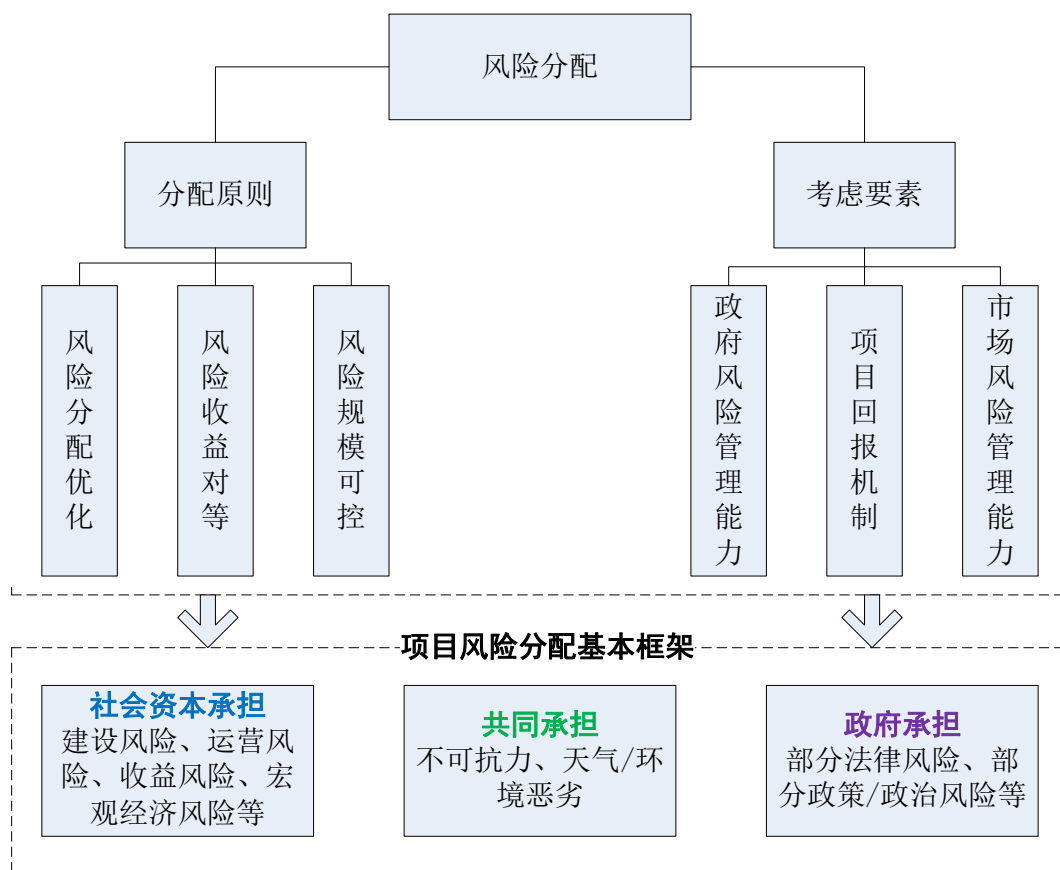 风险分配
分配原则
考虑要素
风险分配优化
风险收益对等
风险规模可控
政府风险管理能力
项目回报机制
市场风险管理能力
项目风险分配基本框架
社会资本承担
建设风险、运营风
险、收益风险、宏
观经济风险等
共同承担
不可抗力、天气/环
境恶劣
政府承担
部分法律风险、部
分政策/政治风险等